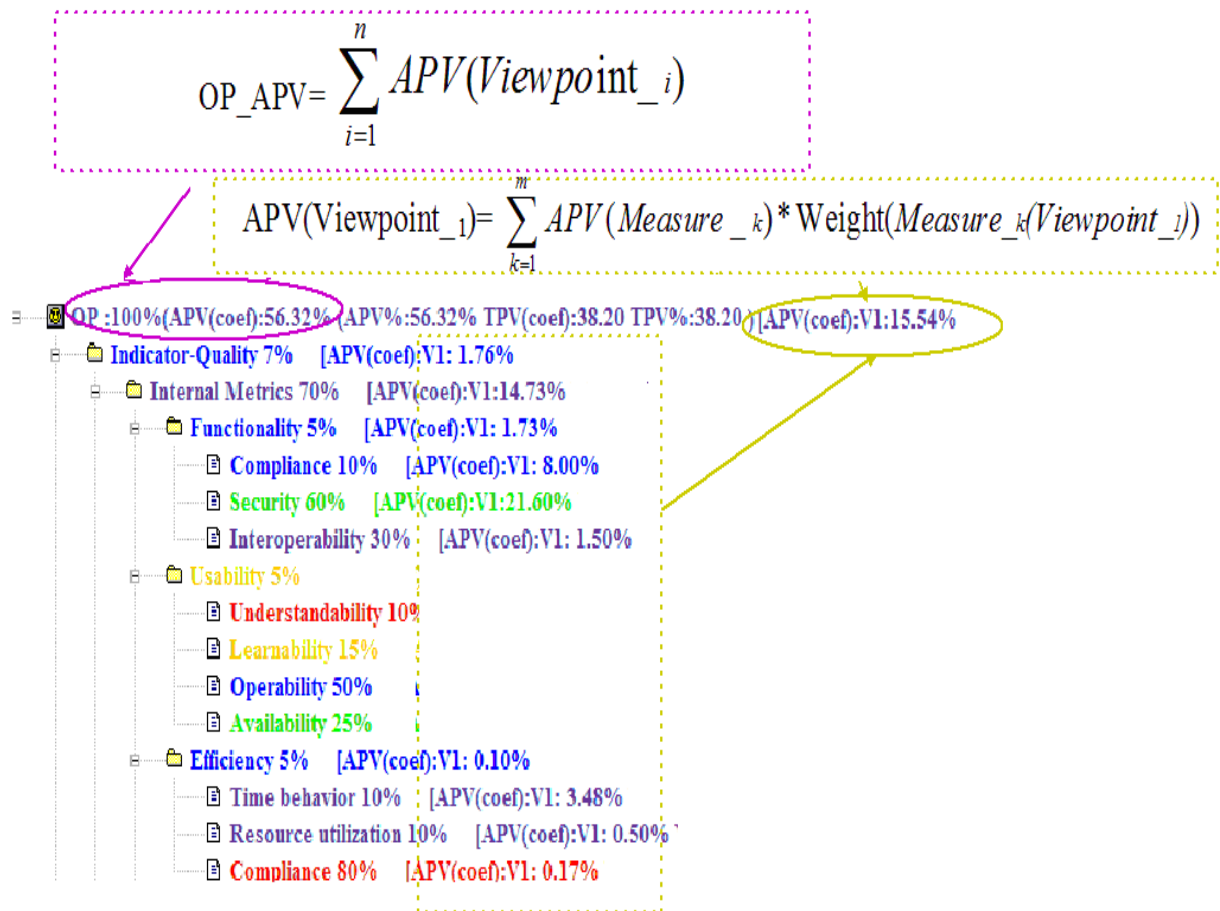 OP_APV= n ∑ i=1 APV(Viewpoint_ i)
APV(Viewpoint_1)= m ∑ k=1 APV(Measure _ k)* Weight(Measure_k(Viewpoint_1))
OP :100%(APV(coef):56.32% (APV%:56.32% TPV(coef):38.20 TPV%:38.20 )[APV(coef):V1:15.54%
Indicator-Quality 7% [APV(coef):V1: 1.76%
Internal Metrics 70% [APV(coef):V1:14.73%
Functionality 5% [APV(coef):V1: 1.73%
Compliance 10% [APV(coef):V1: 8.00%
Security 60% [APV(coef):V1:21.60%
Interoperability 30% [APV(coef):V1: 1.50%
Usability 5%
Understandability 10%
Learnability 15%
Operability 50%
Availability 25%
Efficiency 5% [APV(coef):V1: 0.10%
Time behavior 10% [APV(coef):V1: 3.48%
Resource utilization 10% [APV(coef):V1: 0.50%
Compliance 80% [APV(coef):V1: 0.17%